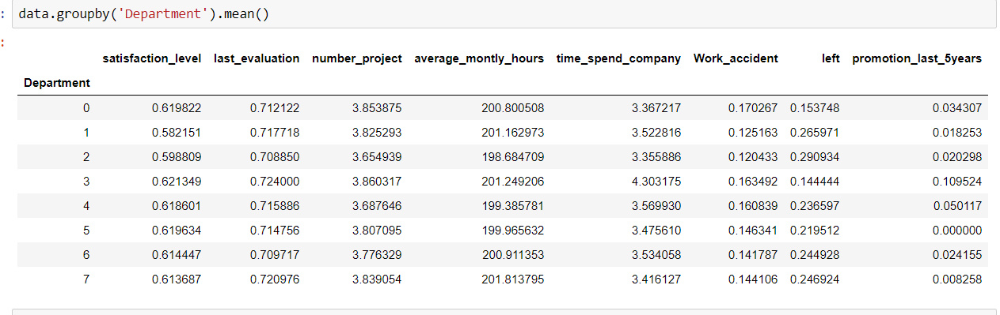 : data.groupby('Department').mean()
:
satisfaction_level last_evaluation number_project average_montly_hours time_spend_company Work_accident left promotion_last_5years
Department
0 0.619822 0.712122 3.853875 200.800508 3.367217 0.170267 0.153748 0.034307
1 0.582151 0.717718 3.825293 201.162973 3.522816 0.125163 0.265971 0.018253
2 0.598809 0.708850 3.654939 198.684709 3.355886 0.120433 0.290934 0.020298
3 0.621349 0.724000 3.860317 201.249206 4.303175 0.163492 0.144444 0.109524
4 0.618601 0.715886 3.687646 199.385781 3.569930 0.160839 0.236597 0.050117
5 0.619634 0.714756 3.807095 199.965632 3.475610 0.146341 0.219512 0.000000
6 0.614447 0.709717 3.776329 200.911353 3.534058 0.141787 0.244928 0.024155
7 0.613687 0.720976 3.839054 201.813795 3.416127 0.144106 0.246924 0.008258